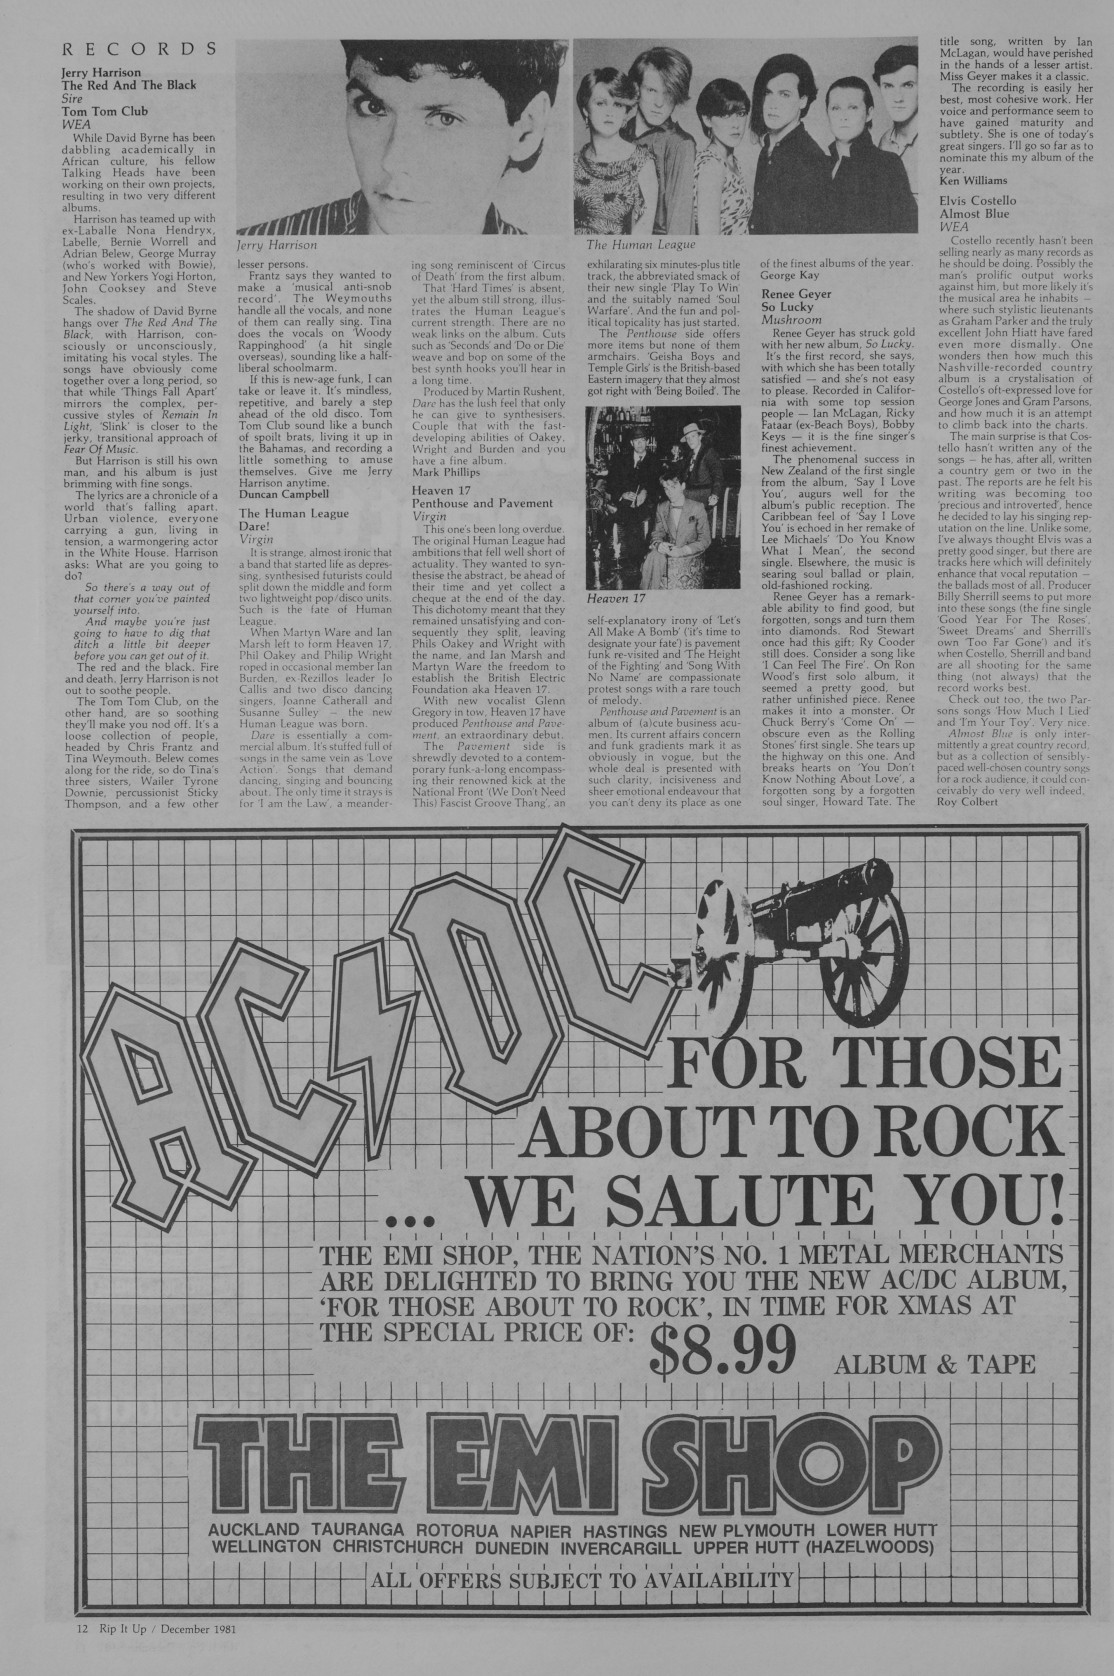 RECORDS
Jerry Harrison
The Red And The Black
Sire
Tom Tom Club
WEA
While David Byrne has been
dabbling academically in
African culture, his fellow
Talking Heads have been
working on their own projects,
resulting in two very different
albums.
Harrison has teamed up with
ex-Laballe Nona Hendryx,
Labelle, Bernie Worrell and
Adrian Belew, George Murray
(who's worked with Bowie),
and New Yorkers Yogi Horton,
John Cooksey and Steve
Scales.
The shadow of David Byrne
hangs over The Red And The
Black, with Harrison, con-
sciously or unconsciously,
imitating his vocal styles. The
songs have obviously come
together over a long period, so
that while 'Things Fall Apart'
mirrors the complex, per-
cussive styles of Remain In
Light, 'Slink' is closer to the
jerky, transitional approach of
Fear Of Music.
But Harrison is still his own
man, and his album is just
brimming with fine songs.
The lyrics are a chronicle of a
world that's falling apart.
Urban violence, everyone
carrying a gun, living in
tension, a warmongering actor
in the White House. Harrison
asks: What are you going to
do?
So there's a way out of
that corner you've painted
yourself into.
And maybe you're just
going to have to dig that
ditch a little bit deeper
before you can get out of it.
The red and the black. Fire
and death. Jerry Harrison is not
out to soothe people.
The Tom Tom Club, on the
other hand, are so soothing
they'll make you nod off. It's a
loose collection of people,
headed by Chris Frantz and
Tina Weymouth. Belew comes
along for the ride, so do Tina's
three sisters, Wailer Tyrone
Downie, percussionist Sticky
Thompson, and a few other
Jerry Harrison
lesser persons.
Frantz says they wanted to
make a 'musical anti-snob
record'. The Weymouths
handle all the vocals, and none
of them can really sing. Tina
does the vocals on 'Woody
Rappinghood' (a hit single
overseas), sounding like a half-
liberal schoolmarm.
If this is new-age funk, I can
take or leave it. It's mindless,
repetitive, and barely a step
ahead of the old disco. Tom
Tom Club sound like a bunch
of spoilt brats, living it up in
the Bahamas, and recording a
little something to amuse
themselves. Give me Jerry
Harrison anytime.
Duncan Campbell
The Human League
Dare!
Virgin
It is strange, almost ironic that
a band that started life as depres-
sing, synthesised futurists could
split down the middle and form
two lightweight pop/disco units.
Such is the fate of Human
League.
When Martyn Ware and Ian
Marsh left to form Heaven 17,
Phil Oakey and Philip Wright
roped in occasional member Ian
Burden, ex-Rezillos leader Jo
Callis and two disco dancing
singers, Joanne Catherall and
Susanne Sulley — the new
Human League was born.
Dare is essentially a com-
mercial album. It's stuffed full of
songs in the same vein as 'Love
Action'. Songs that demand
dancing, singing and bouncing
about. The only time it strays is
for 'I am the Law', a meander-
ing song reminiscent of 'Circus
of Death' from the first album.
That 'Hard Times' is absent,
yet the album still strong, illus-
trates the Human League's
current strength. There are no
weak links on the album. Cuts
such as 'Seconds' and 'Do or Die'
weave and bop on some of the
best synth hooks you'll hear in
a long time.
Produced by Martin Rushent,
Dare has the lush feel that only
he can give to synthesisers.
Couple that with the fast-
developing abilities of Oakey,
Wright and Burden and you
have a fine album.
Mark Phillips
Heaven 17
Penthouse and Pavement
Virgin
This one's been long overdue.
The original Human League had
ambitions that fell well short of
actuality. They wanted to syn-
thesise the abstract, be ahead of
their time and yet collect a
cheque at the end of the day.
This dichotomy meant that they
remained unsatisfying and con-
sequently they split, leaving
Phils Oakey and Wright with
the name, and Ian Marsh and
Martyn Ware the freedom to
establish the British Electric
Foundation aka Heaven 17.
With new vocalist Glenn
Gregory in tow, Heaven 17 have
produced Penthouse and Pave-
ment, an extraordinary debut.
The Pavement side is
shrewdly devoted to a contem-
porary funk-a-long encompass-
ing the renowned kick at the
National Front '(We Don't Need
This) Fascist Groove Thang', an
The Human League
exhilarating six minutes-plus title
track, the abbreviated smack of
their new single 'Play To Win'
and the suitably named 'Soul
Warfare'. And the fun and pol-
itical topicality has just started.
The Penthouse side offers
more items but none of them
armchairs. 'Geisha Boys and
Temple Girls' is the British-based
Eastern imagery that they almost
got right with 'Being Boiled'. The
Heaven 17
self-explanatory irony of 'Let's
All Make A Bomb' ('it's time to
designate your fate') is pavement
funk re-visited and 'The Height
of the Fighting' and 'Song With
No Name' are compassionate
protest songs with a rare touch
of melody.
Penthouse and Pavement is an
album of (a)cute business acu-
men. Its current affairs concern
and funk gradients mark it as
obviously in vogue, but the
whole deal is presented with
such clarity, incisiveness and
sheer emotional endeavour that
you can't deny its place as one
of the finest albums of the year.
George Kay
Renee Geyer
So Lucky
Mushroom
Renee Geyer has struck gold
with her new album, So Lucky.
It's the first record, she says,
with which she has been totally
satisfied — and she's not easy
to please. Recorded in Califor-
nia with some top session
people — Ian McLagan, Ricky
Fataar (ex-Beach Boys), Bobby
Keys — it is the fine singer's
finest achievement.
The phenomenal success in
New Zealand of the first single
from the album, 'Say I Love
You', augurs well for the
album's public reception. The
Caribbean feel of 'Say I Love
You' is echoed in her remake of
Lee Michaels' 'Do You Know
What I Mean', the second
single. Elsewhere, the music is
searing soul ballad or plain,
old-fashioned rocking.
Renee Geyer has a remark-
able ability to find good, but
forgotten, songs and turn them
into diamonds. Rod Stewart
once had this gift; Ry Cooder
still does. Consider a song like
'I Can Feel The Fire'. On Ron
Wood's first solo album, it
seemed a pretty good, but
rather unfinished piece. Renee
makes it into a monster. Or
Chuck Berry's 'Come On' —
obscure even as the Rolling
Stones' first single. She tears up
the highway on this one. And
breaks hearts on 'You Don't
Know Nothing About Love', a
forgotten song by a forgotten
soul singer, Howard Tate. The
title song, written by Ian
McLagan, would have perished
in the hands of a lesser artist.
Miss Geyer makes it a classic.
The recording is easily her
best, most cohesive work. Her
voice and performance seem to
have gained maturity and
subtlety. She is one of today's
great singers. I'll go so far as to
nominate this my album of the
year.
Ken Williams
Elvis Costello
Almost Blue
WEA
Costello recently hasn't been
selling nearly as many records as
he should be doing. Possibly the
man's prolific output works
against him, but more likely it's
the musical area he inhabits —
where such stylistic lieutenants
as Graham Parker and the truly
excellent John Hiatt have fared
even more dismally. One
wonders then how much this
Nashville-recorded country
album is a crystalisation of
Costello's oft-expressed love for
George Jones and Gram Parsons,
and how much it is an attempt
to climb back into the charts.
The main surprise is that Cos-
tello hasn't written any of the
songs — he has, after all, written
a country gem or two in the
past. The reports are he felt his
writing was becoming too
'precious and introverted', hence
he decided to lay his singing rep-
utation on the line. Unlike some,
I've always thought Elvis was a
pretty good singer, but there are
tracks here which will definitely
enhance that vocal reputation —
the ballads most of all. Producer
Billy Sherrill seems to put more
into these songs (the fine single
'Good Year For The Roses',
'Sweet Dreams' and Sherrill's
own 'Too Far Gone') and it's
when Costello, Sherrill and band
are all shooting for the same
thing (not always) that the
record works best.
Check out too, the two Par-
sons songs 'How Much I Lied'
and 'I'm Your Toy'. Very nice.
Almost Blue is only inter-
mittently a great country record,
but as a collection of sensibly-
paced well-chosen country songs
for a rock audience, it could con-
ceivably do very well indeed.
Roy Colbert
AC/DC
FOR THOSE
ABOUT TO ROCK
... WE SALUTE YOU!
THE EMI SHOP, THE NATION'S NO. 1 METAL MERCHANTS
ARE DELIGHTED TO BRING YOU THE NEW AC/DC ALBUM,
'FOR THOSE ABOUT TO ROCK', IN TIME FOR XMAS AT
THE SPECIAL PRICE OF: $8.99 ALBUM & TAPE
THE EMI SHOP
AUCKLAND TAURANGA ROTORUA NAPIER HASTINGS NEW PLYMOUTH LOWER HUTT
WELLINGTON CHRISTCHURCH DUNEDIN INVERCARGILL UPPER HUTT (HAZELWOODS)
ALL OFFERS SUBJECT TO AVAILABILITY
12 Rip It Up / December 1981